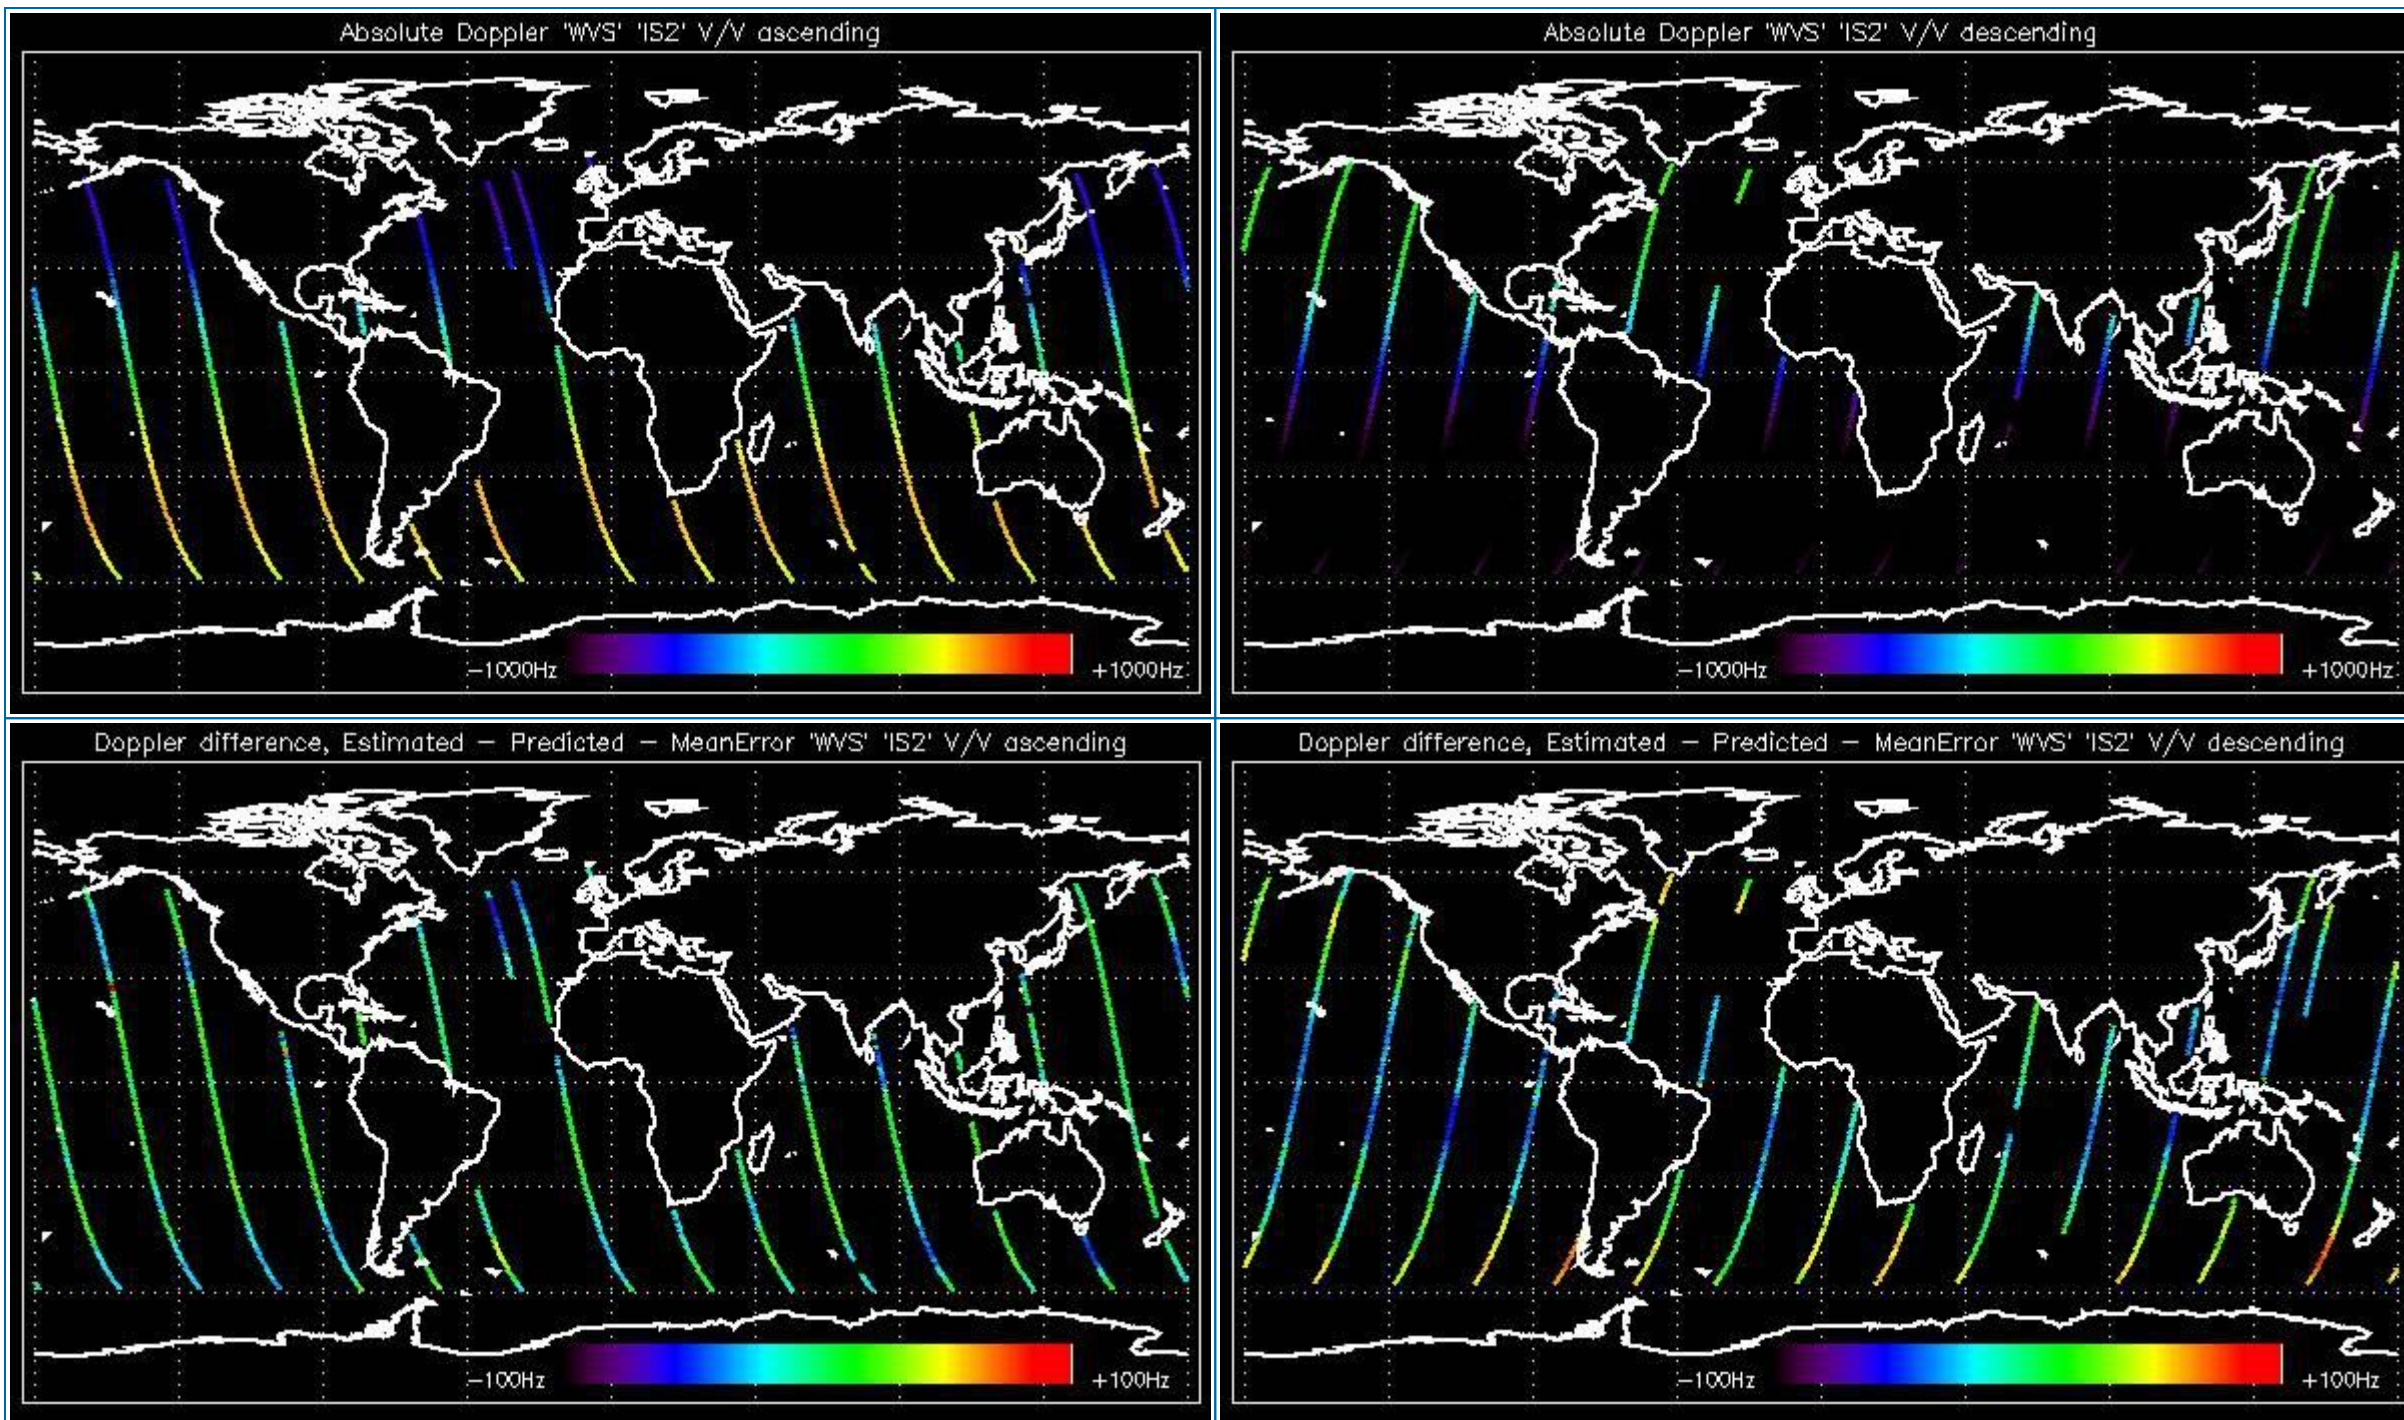 Absolute Doppler 'WVS' 'IS2' V/V ascending
-1000Hz
+1000Hz
Absolute Doppler 'WVS' 'IS2' V/V descending
-1000Hz
+1000Hz
Doppler difference, Estimated - Predicted - MeanError 'WVS' 'IS2' V/V ascending
-100Hz
+100Hz
Doppler difference, Estimated - Predicted - MeanError 'WVS' 'IS2' V/V descending
-100Hz
+100Hz